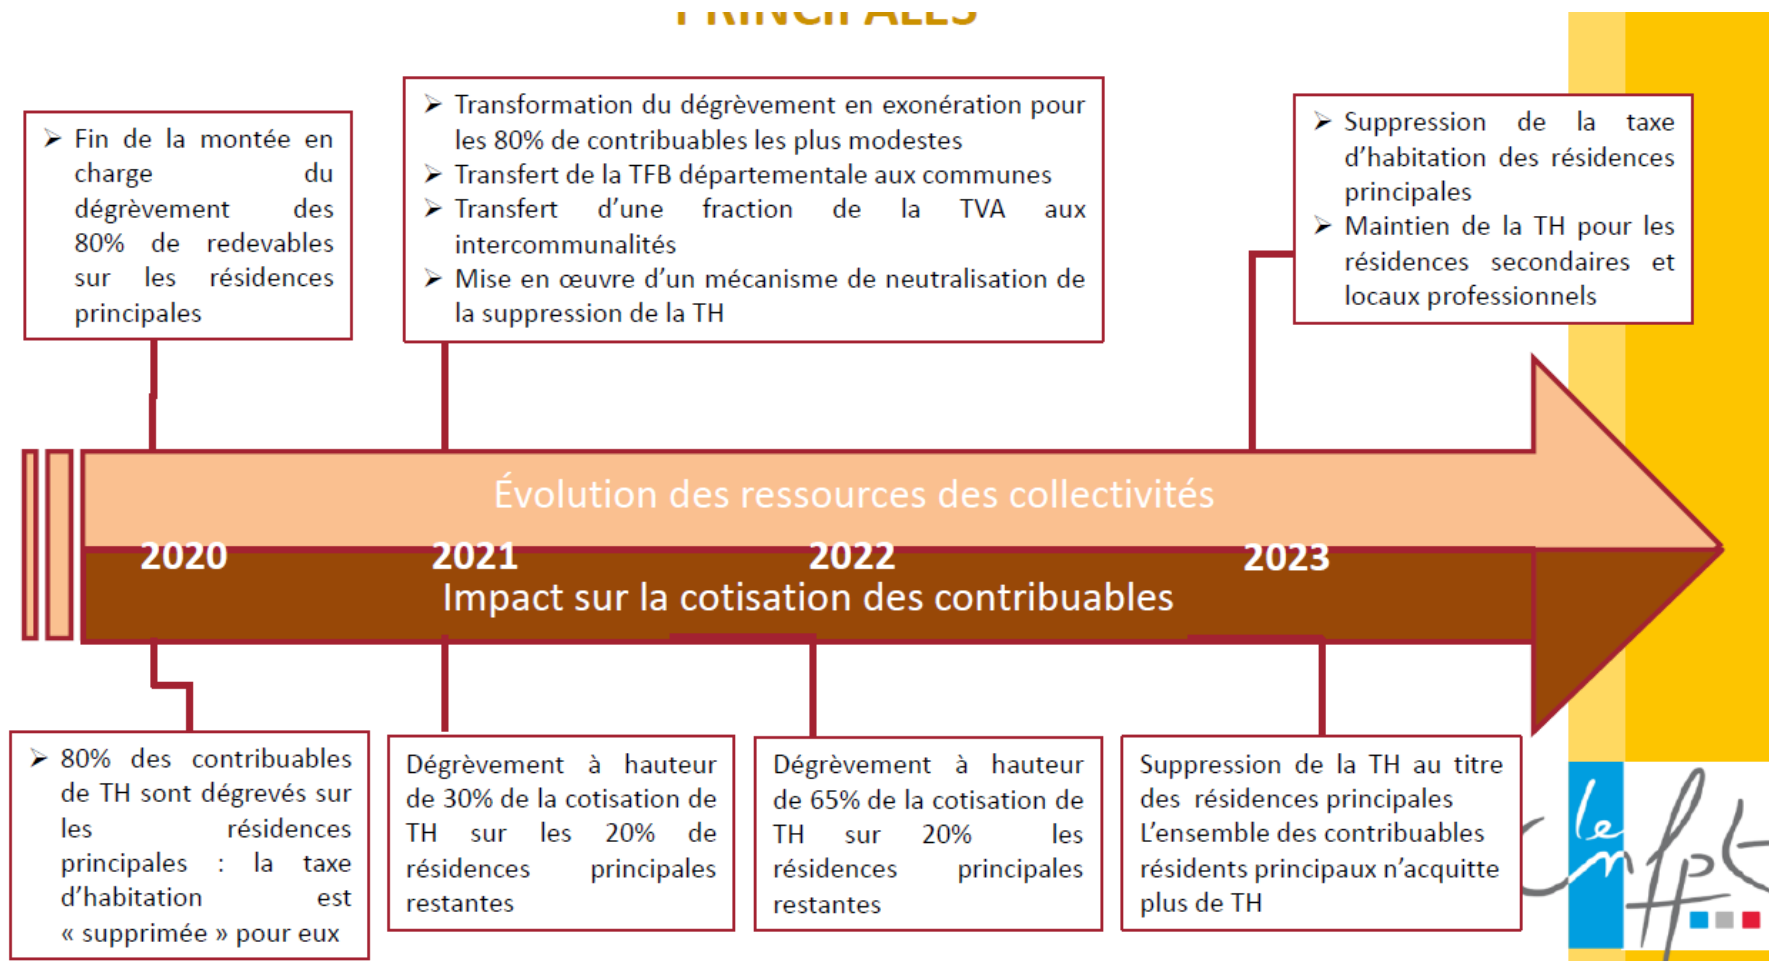 PRINCIPALES
➢ Fin de la montée en
charge du
dégrèvement des
80% de redevables
sur les résidences
principales
➢ Transformation du dégrèvement en exonération pour
les 80% de contribuables les plus modestes
➢ Transfert de la TFB départementale aux communes
➢ Transfert d'une fraction de la TVA aux
intercommunalités
➢ Mise en œuvre d'un mécanisme de neutralisation de
la suppression de la TH
➢ Suppression de la taxe
d'habitation des résidences
principales
➢ Maintien de la TH pour les
résidences secondaires et
locaux professionnels
Évolution des ressources des collectivités
2020 2021 2022 2023
Impact sur la cotisation des contribuables
➢ 80% des contribuables
de TH sont dégrevés sur
les résidences
principales : la taxe
d'habitation est
« supprimée » pour eux
Dégrèvement à hauteur
de 30% de la cotisation de
TH sur les 20% de
résidences principales
restantes
Dégrèvement à hauteur
de 65% de la cotisation de
TH sur 20% les
résidences principales
restantes
Suppression de la TH au titre
des résidences principales
L'ensemble des contribuables
résidents principaux n'acquitte
plus de TH
le
cnfpt